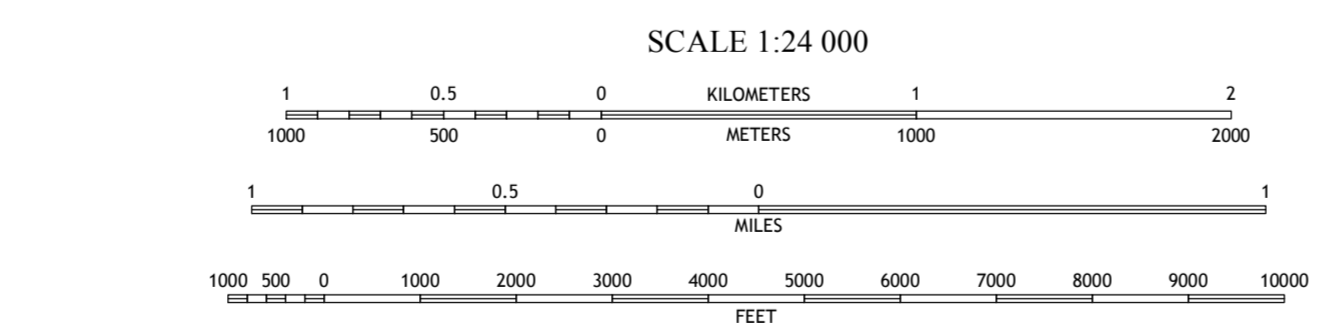 SCALE 1:24 000
1 0.5 0 KILOMETERS 1 2
1000 500 0 METERS 1000 2000
1 0.5 0 1
MILES
1000 500 0 1000 2000 3000 4000 5000 6000 7000 8000 9000 10000
FEET